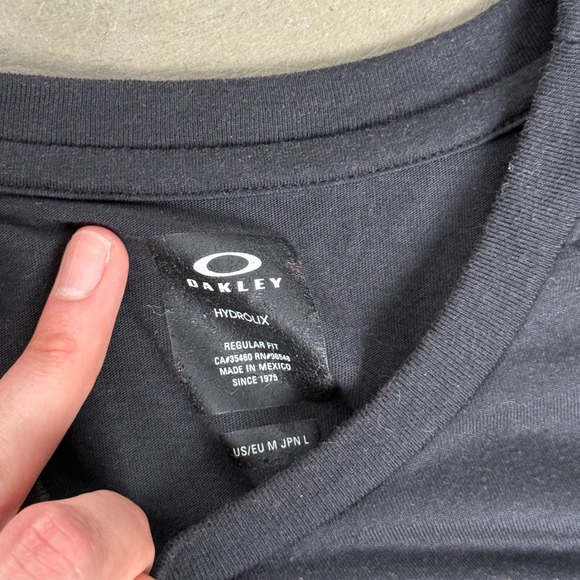 OAKLEY
HYDROLIX
REGULAR FIT
CA#35460 RN#96548
MADE IN MEXICO
SINCE 1975
US/EU M JPN L